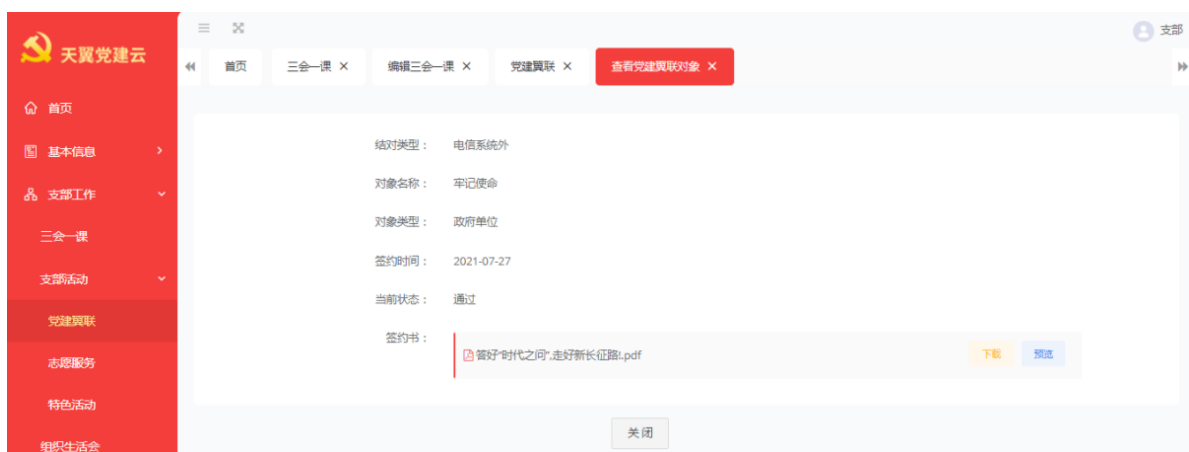 天翼党建云
支部
首页 三会一课 × 编辑三会一课 × 党建翼联 × 查看党建翼联对象 ×
首页
基本信息
支部工作
三会一课
支部活动
党建翼联
志愿服务
特色活动
组织生活会
结对类型： 电信系统外
对象名称： 牢记使命
对象类型： 政府单位
签约时间： 2021-07-27
当前状态： 通过
签约书：
答好"时代之问",走好新长征路!.pdf 下载 预览
关闭